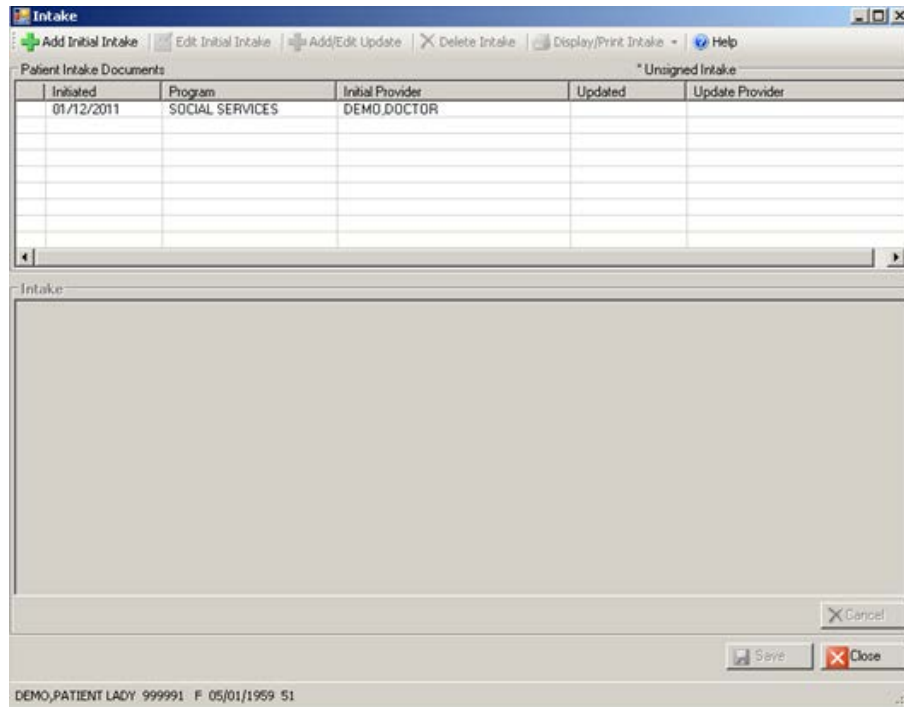 Intake
Add Initial Intake Edit Initial Intake Add/Edit Update Delete Intake Display/Print Intake Help
Patient Intake Documents * Unsigned Intake
Initiated Program Initial Provider Updated Update Provider
01/12/2011 SOCIAL SERVICES DEMO,DOCTOR
Intake
Cancel
Save Close
DEMO,PATIENT LADY 999991 F 05/01/1959 51